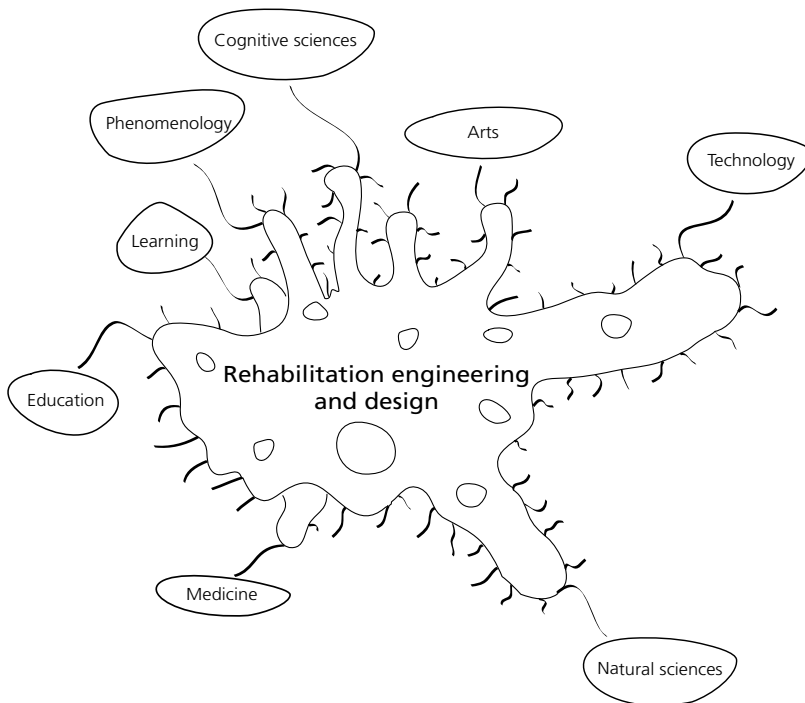 Cognitive sciences
Phenomenology
Arts
Technology
Learning
Rehabilitation engineering
and design
Education
Medicine
Natural sciences